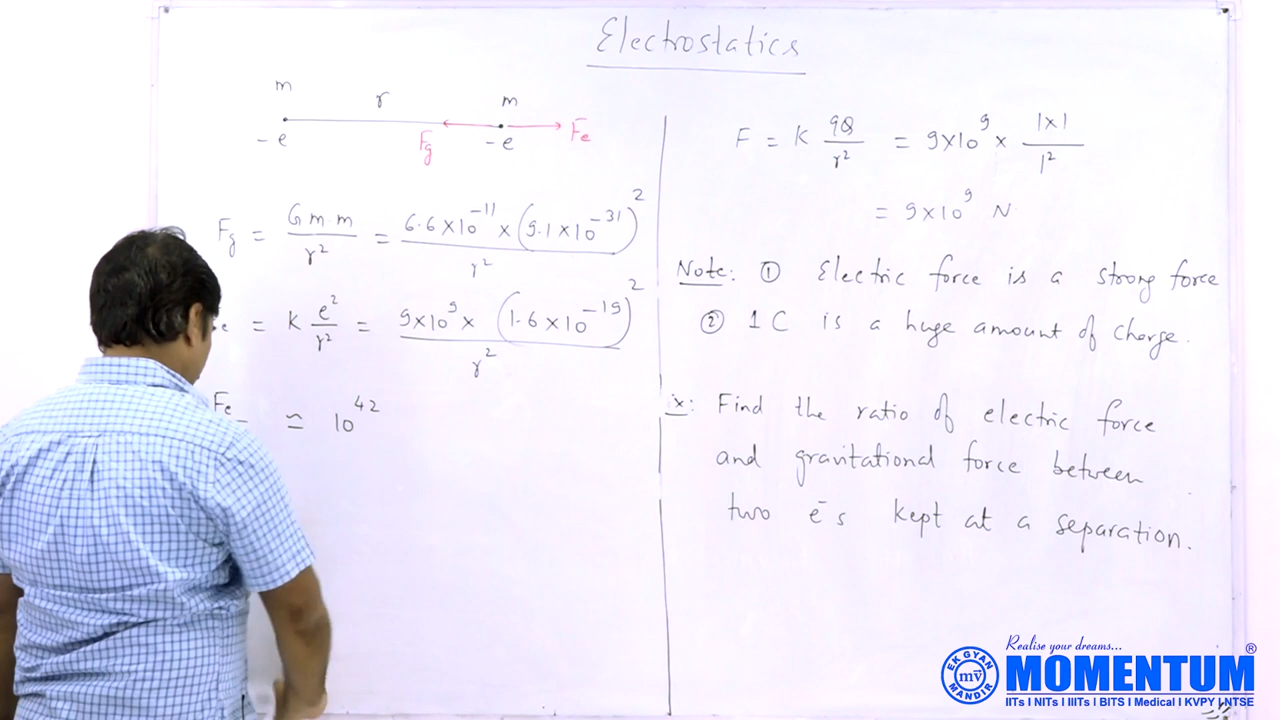 Electrostatics
m r m
-e Fg -e Fe
Fg = G m.m / r² = 6.6×10⁻¹¹ × (9.1×10⁻³¹)² / r²
e = K e² / r² = 9×10⁹ × (1.6×10⁻¹⁹)² / r²
Fe ≃ 10⁴²
F = K qQ / r² = 9×10⁹ × 1×1 / 1²
= 9×10⁹ N
Note: ① Electric force is a strong force
② 1 C is a huge amount of charge.
x: Find the ratio of electric force
and gravitational force between
two e⁻s kept at a separation.
Realise your dreams...
EK GYAN MANDIR mv MOMENTUM ®
IITs I NITs I IIITs I BITS I Medical I KVPY I NTSE